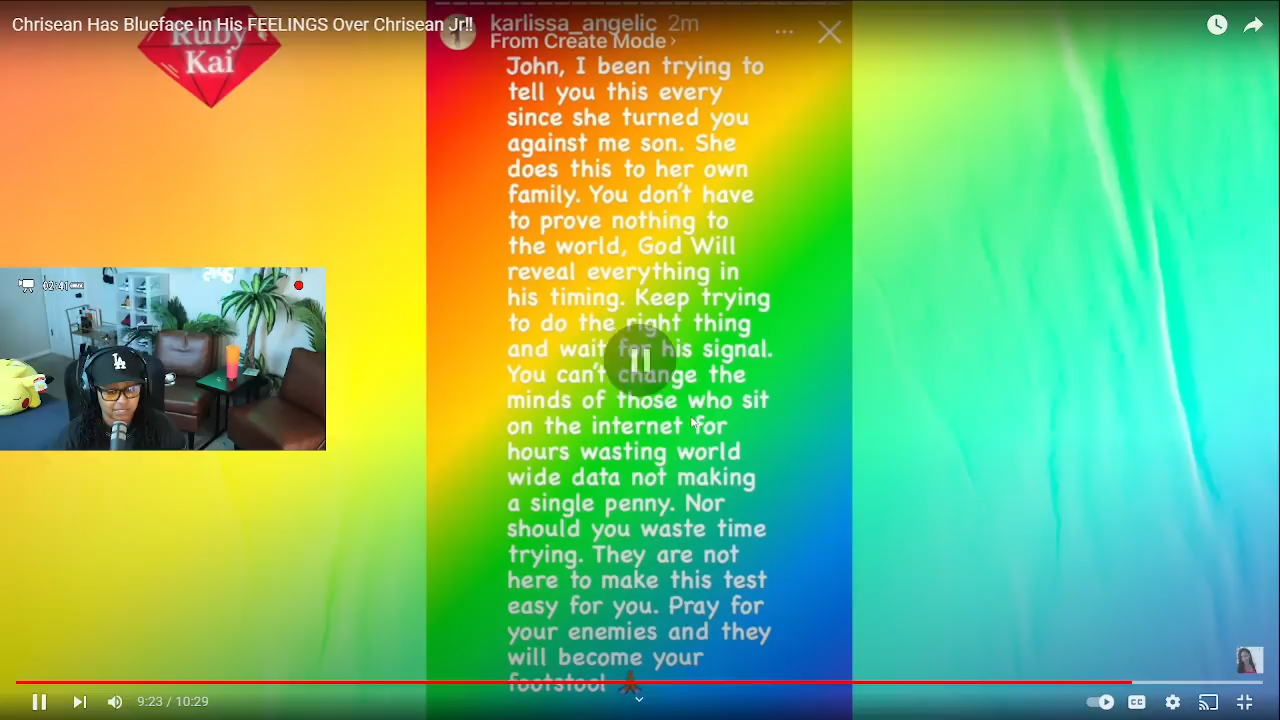 Chrisean Has Blueface in His FEELINGS Over Chrisean Jr!!
Ruby
Kai
karlissa_angelic 2m
From Create Mode ›
John, I been trying to
tell you this every
since she turned you
against me son. She
does this to her own
family. You don't have
to prove nothing to
the world, God Will
reveal everything in
his timing. Keep trying
to do the right thing
and wait for his signal.
You can't change the
minds of those who sit
on the internet for
hours wasting world
wide data not making
a single penny. Nor
should you waste time
trying. They are not
here to make this test
easy for you. Pray for
your enemies and they
will become your
footstool
LA
9:23 / 10:29
CC